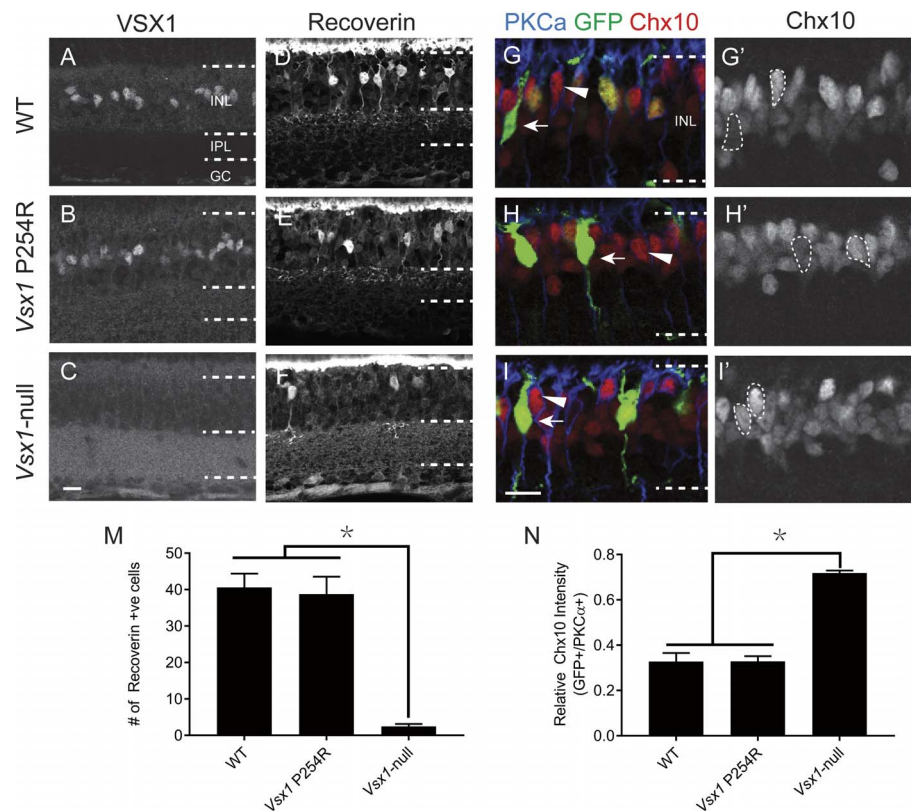 VSX1
Recoverin
PKCa GFP Chx10
Chx10
WT
A
INL
IPL
GC
D
G
INL
G'
Vsx1 P254R
B
E
H
H'
Vsx1-null
C
F
I
I'
M
*
# of Recoverin +ve cells
50
40
30
20
10
0
WT
Vsx1 P254R
Vsx1-null
N
*
Relative Chx10 Intensity
(GFP+/PKCα+)
0.8
0.6
0.4
0.2
0.0
WT
Vsx1 P254R
Vsx1-null